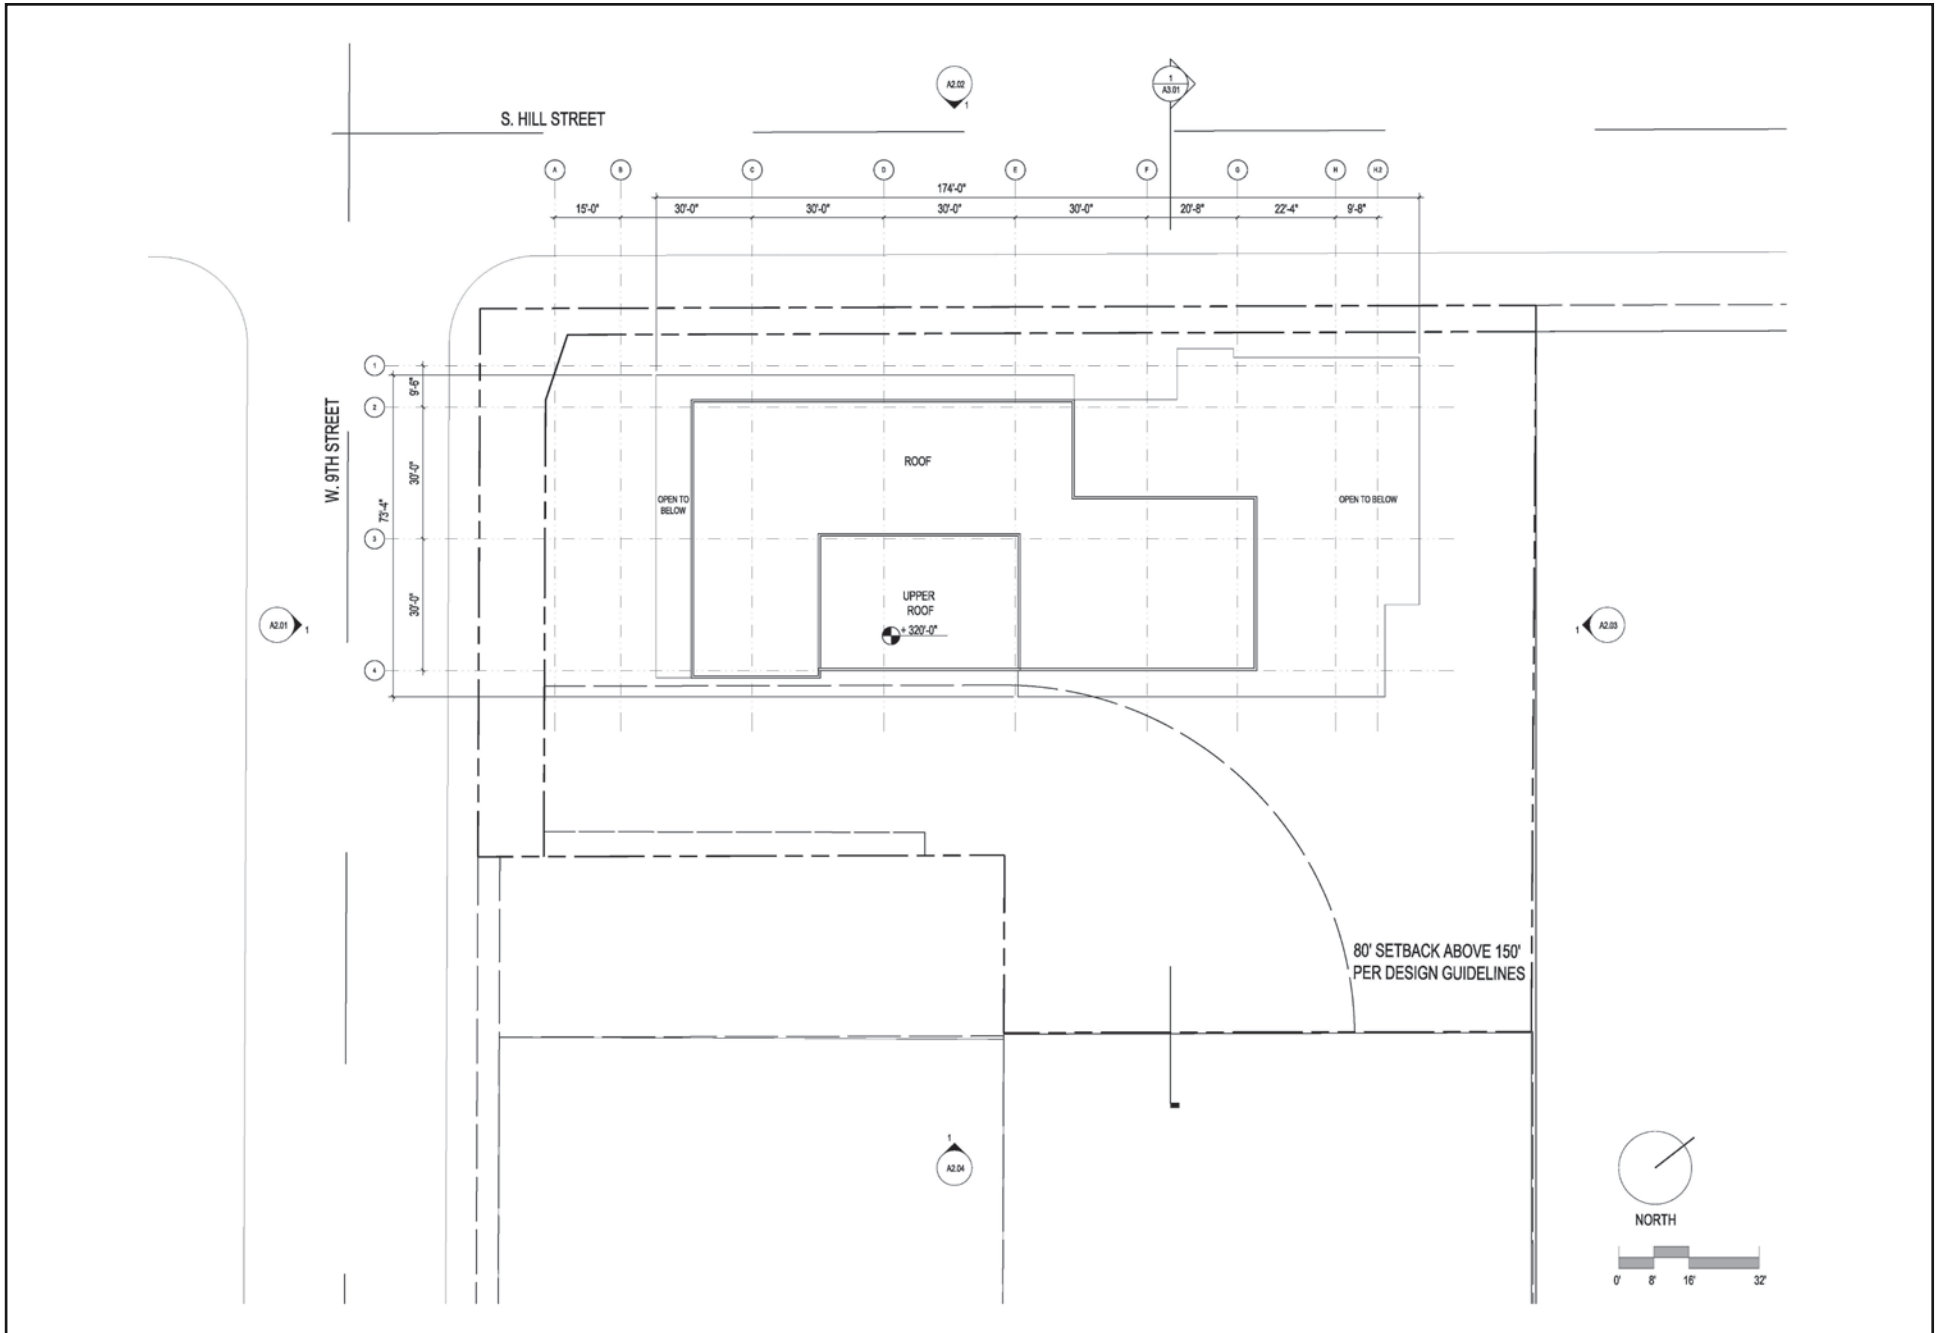 A2.02
1
1
A3.01
S. HILL STREET
A
B
C
D
E
F
G
H
H.2
174'-0"
15'-0"
30'-0"
30'-0"
30'-0"
30'-0"
20'-8"
22'-4"
9'-8"
1
2
3
4
9'-6"
30'-0"
30'-0"
73'-4"
W. 9TH STREET
ROOF
OPEN TO
BELOW
OPEN TO BELOW
UPPER
ROOF
+ 320'-0"
A2.01
1
1
A2.03
80' SETBACK ABOVE 150'
PER DESIGN GUIDELINES
1
A2.04
NORTH
0'
8'
16'
32'